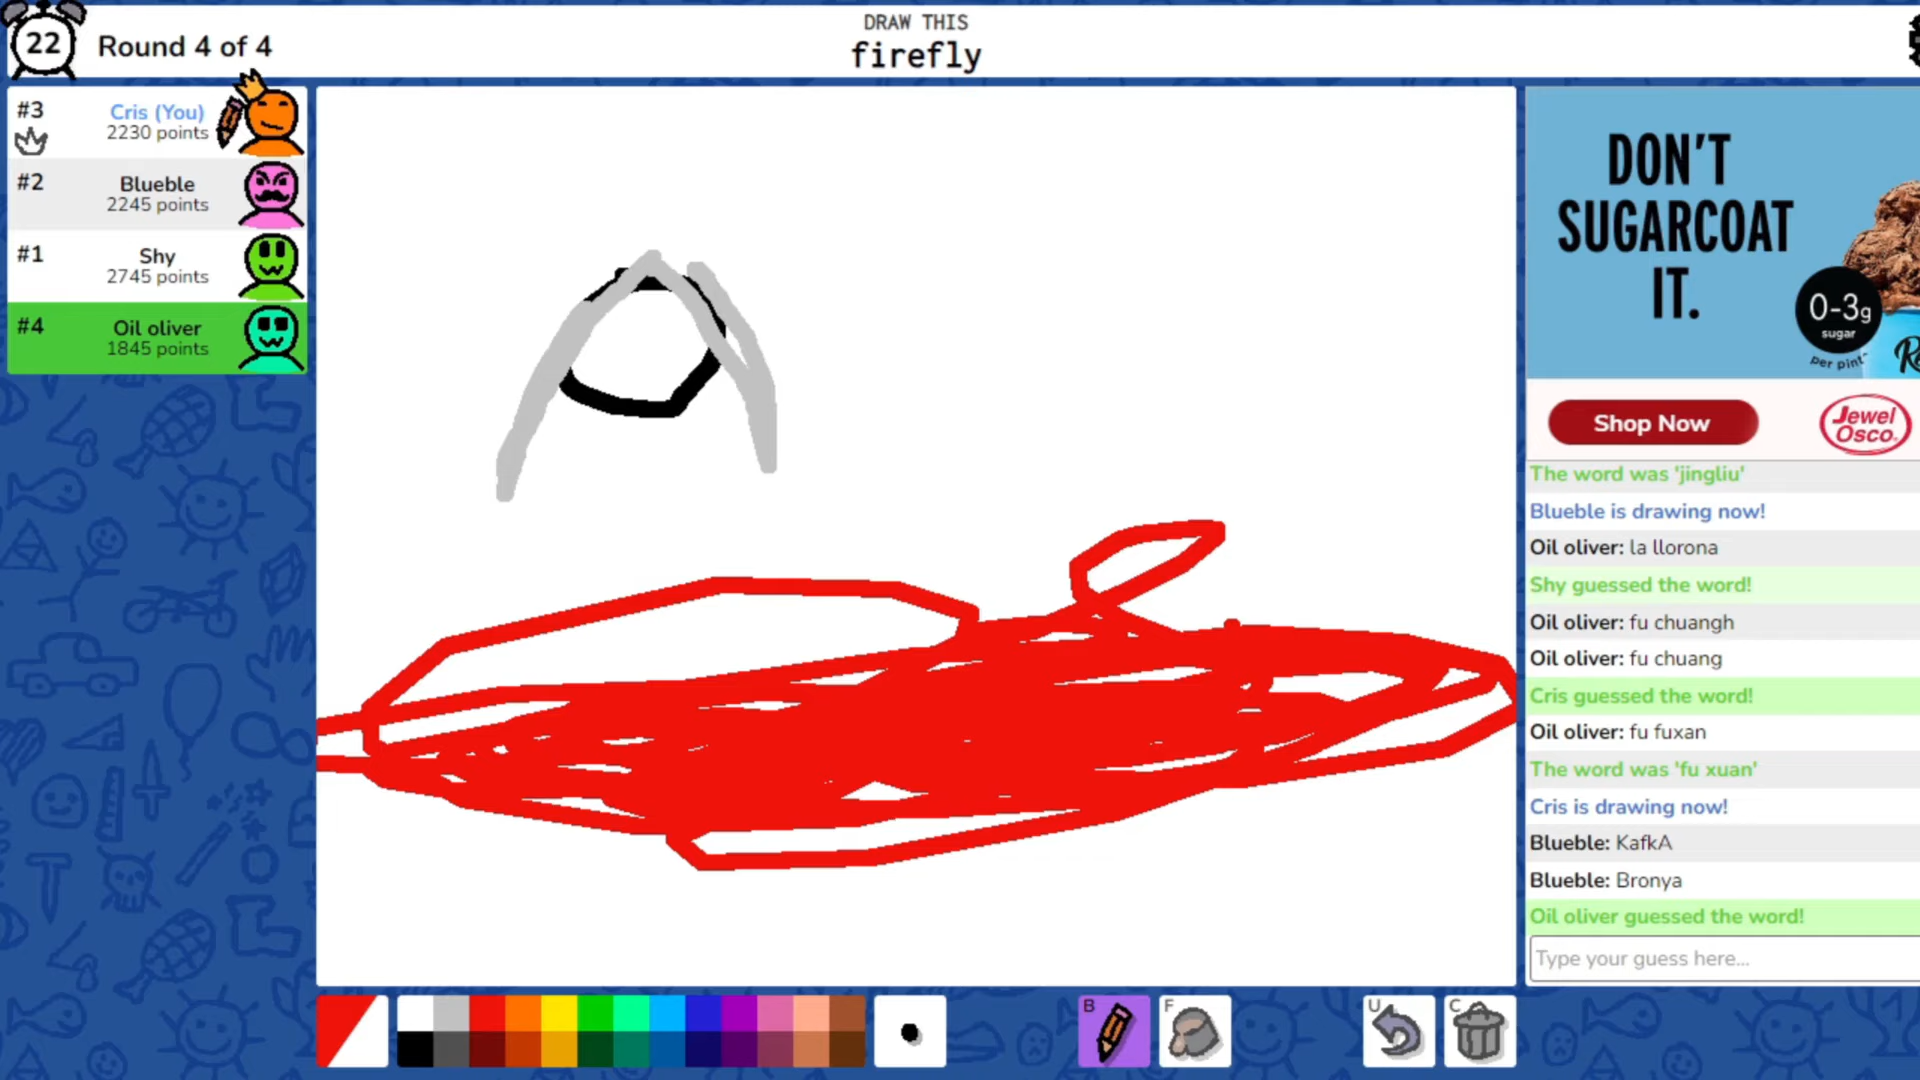 22
Round 4 of 4
DRAW THIS
firefly
#3
Cris (You)
2230 points
#2
Blueble
2245 points
#1
Shy
2745 points
#4
Oil oliver
1845 points
DON'T
SUGARCOAT
IT.
0-3g
sugar
per pint
Shop Now
Jewel
Osco.
The word was 'jingliu'
Blueble is drawing now!
Oil oliver: la llorona
Shy guessed the word!
Oil oliver: fu chuangh
Oil oliver: fu chuang
Cris guessed the word!
Oil oliver: fu fuxan
The word was 'fu xuan'
Cris is drawing now!
Blueble: KafkA
Blueble: Bronya
Oil oliver guessed the word!
Type your guess here...
B
F
U
C